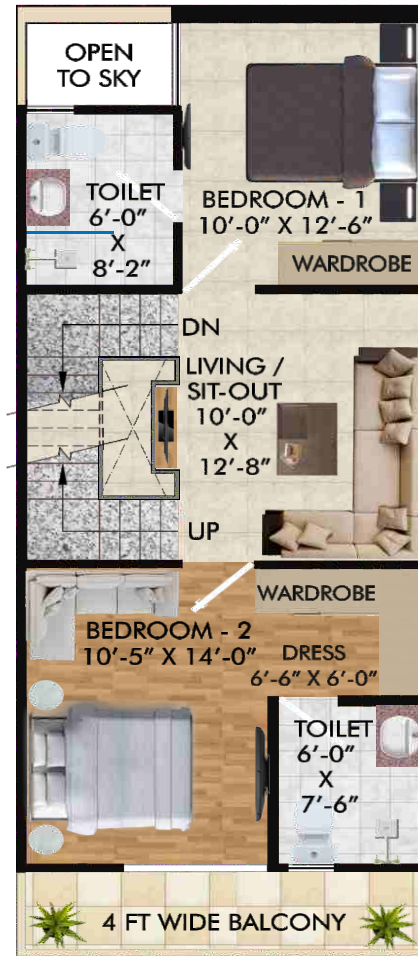 OPEN
TO SKY
TOILET
6'-0"
X
8'-2"
BEDROOM - 1
10'-0" X 12'-6"
WARDROBE
DN
LIVING /
SIT-OUT
10'-0"
X
12'-8"
UP
WARDROBE
BEDROOM - 2
10'-5" X 14'-0"
DRESS
6'-6" X 6'-0"
TOILET
6'-0"
X
7'-6"
4 FT WIDE BALCONY